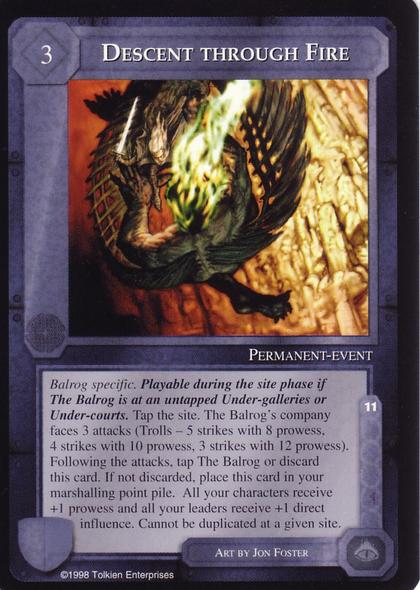 3
DESCENT THROUGH FIRE
PERMANENT-EVENT
Balrog specific. Playable during the site phase if
The Balrog is at an untapped Under-galleries or
Under-courts. Tap the site. The Balrog's company
faces 3 attacks (Trolls – 5 strikes with 8 prowess,
4 strikes with 10 prowess, 3 strikes with 12 prowess).
Following the attacks, tap The Balrog or discard
this card. If not discarded, place this card in your
marshalling point pile. All your characters receive
+1 prowess and all your leaders receive +1 direct
influence. Cannot be duplicated at a given site.
11
ART BY JON FOSTER
©1998 Tolkien Enterprises